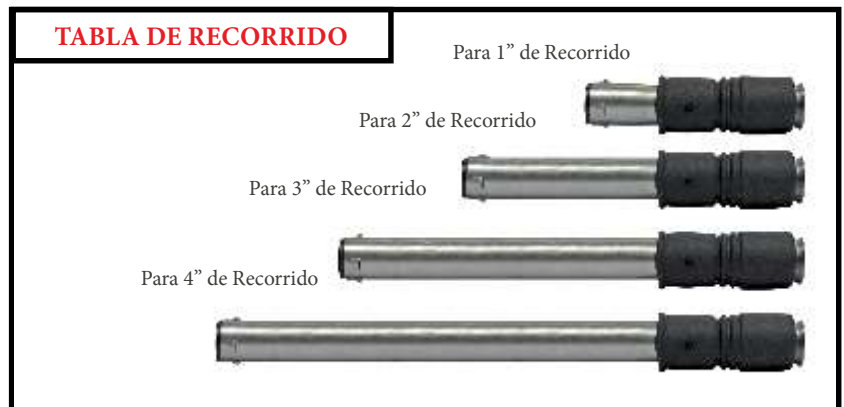 TABLA DE RECORRIDO
Para 1” de Recorrido
Para 2” de Recorrido
Para 3” de Recorrido
Para 4” de Recorrido